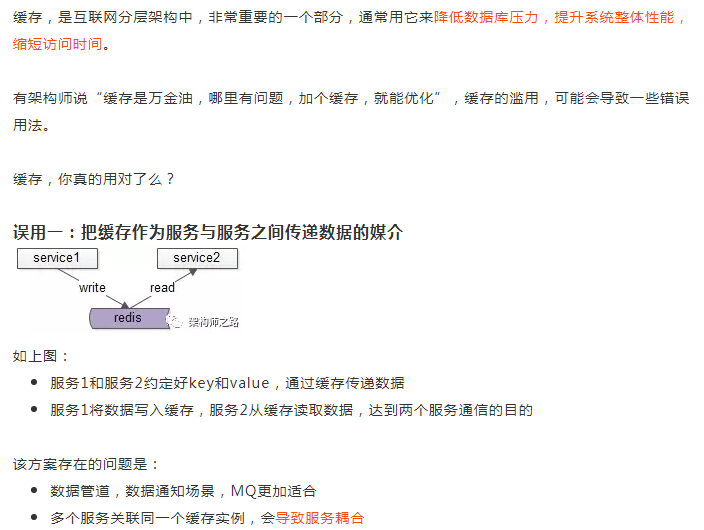 缓存，是互联网分层架构中，非常重要的一个部分，通常用它来降低数据库压力，提升系统整体性能，
缩短访问时间。
有架构师说“缓存是万金油，哪里有问题，加个缓存，就能优化”，缓存的滥用，可能会导致一些错误
用法。
缓存，你真的用对了么？
误用一：把缓存作为服务与服务之间传递数据的媒介
service1
service2
write
read
redis
架构师之路
如上图：
服务1和服务2约定好key和value，通过缓存传递数据
服务1将数据写入缓存，服务2从缓存读取数据，达到两个服务通信的目的
该方案存在的问题是：
数据管道，数据通知场景，MQ更加适合
多个服务关联同一个缓存实例，会导致服务耦合